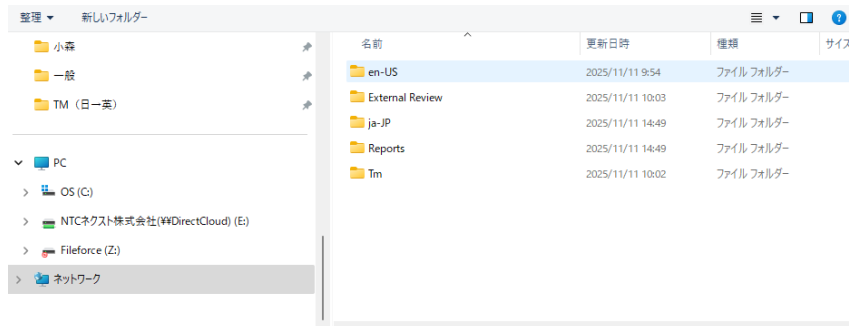 整理 新しいフォルダー
?
小森
一般
TM（日ー英）
PC
OS (C:)
NTCネクスト株式会社(¥¥DirectCloud) (E:)
Fileforce (Z:)
ネットワーク
名前 更新日時 種類 サイズ
en-US 2025/11/11 9:54 ファイル フォルダー
External Review 2025/11/11 10:03 ファイル フォルダー
ja-JP 2025/11/11 14:49 ファイル フォルダー
Reports 2025/11/11 14:49 ファイル フォルダー
Tm 2025/11/11 10:02 ファイル フォルダー